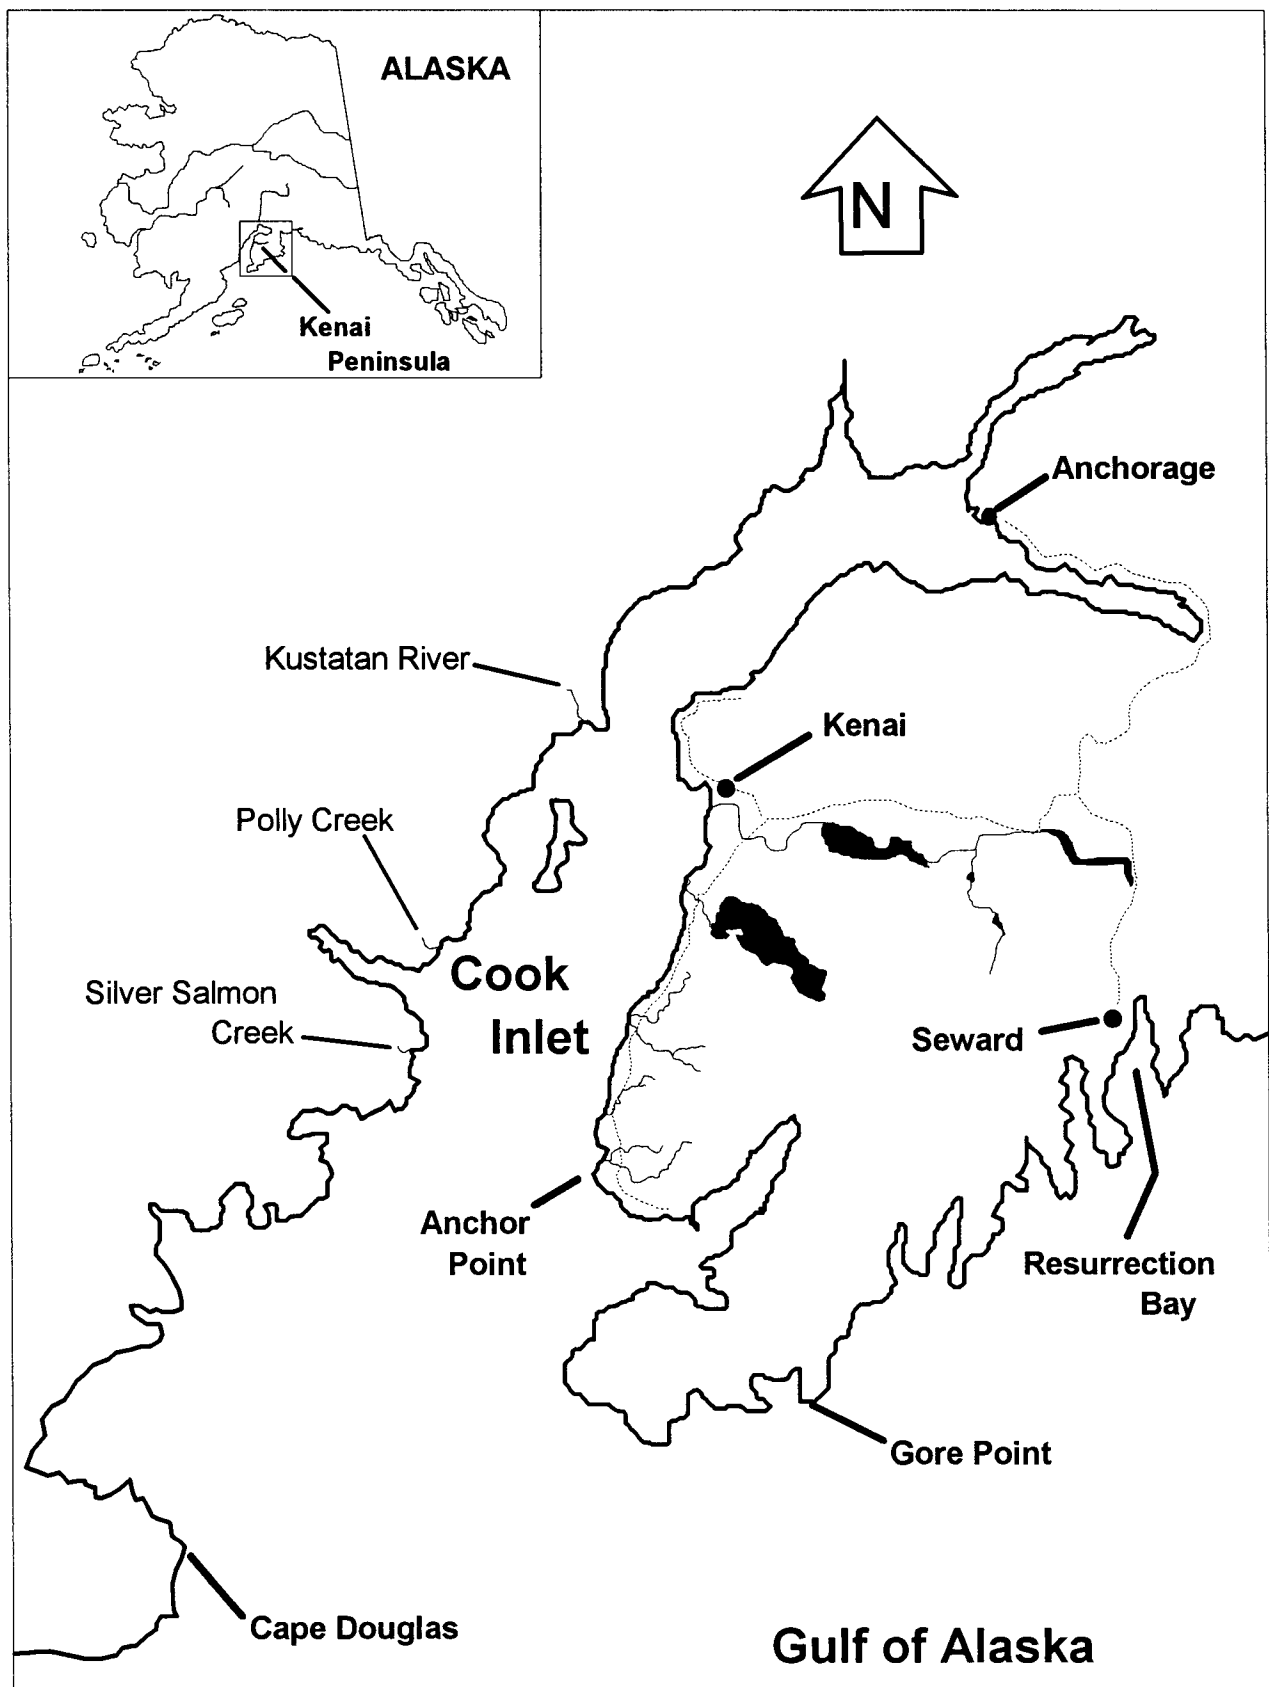 ALASKA
Kenai
Peninsula
N
Anchorage
Kustatan River
Kenai
Polly Creek
Cook
Inlet
Silver Salmon
Creek
Seward
Anchor
Point
Resurrection
Bay
Gore Point
Cape Douglas
Gulf of Alaska